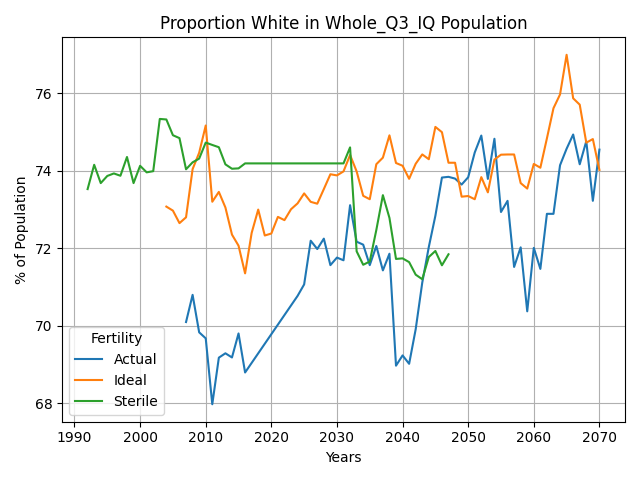 Proportion White in Whole_Q3_IQ Population
% of Population
76
74
72
70
68
Fertility
Actual
Ideal
Sterile
1990
2000
2010
2020
2030
2040
2050
2060
2070
Years